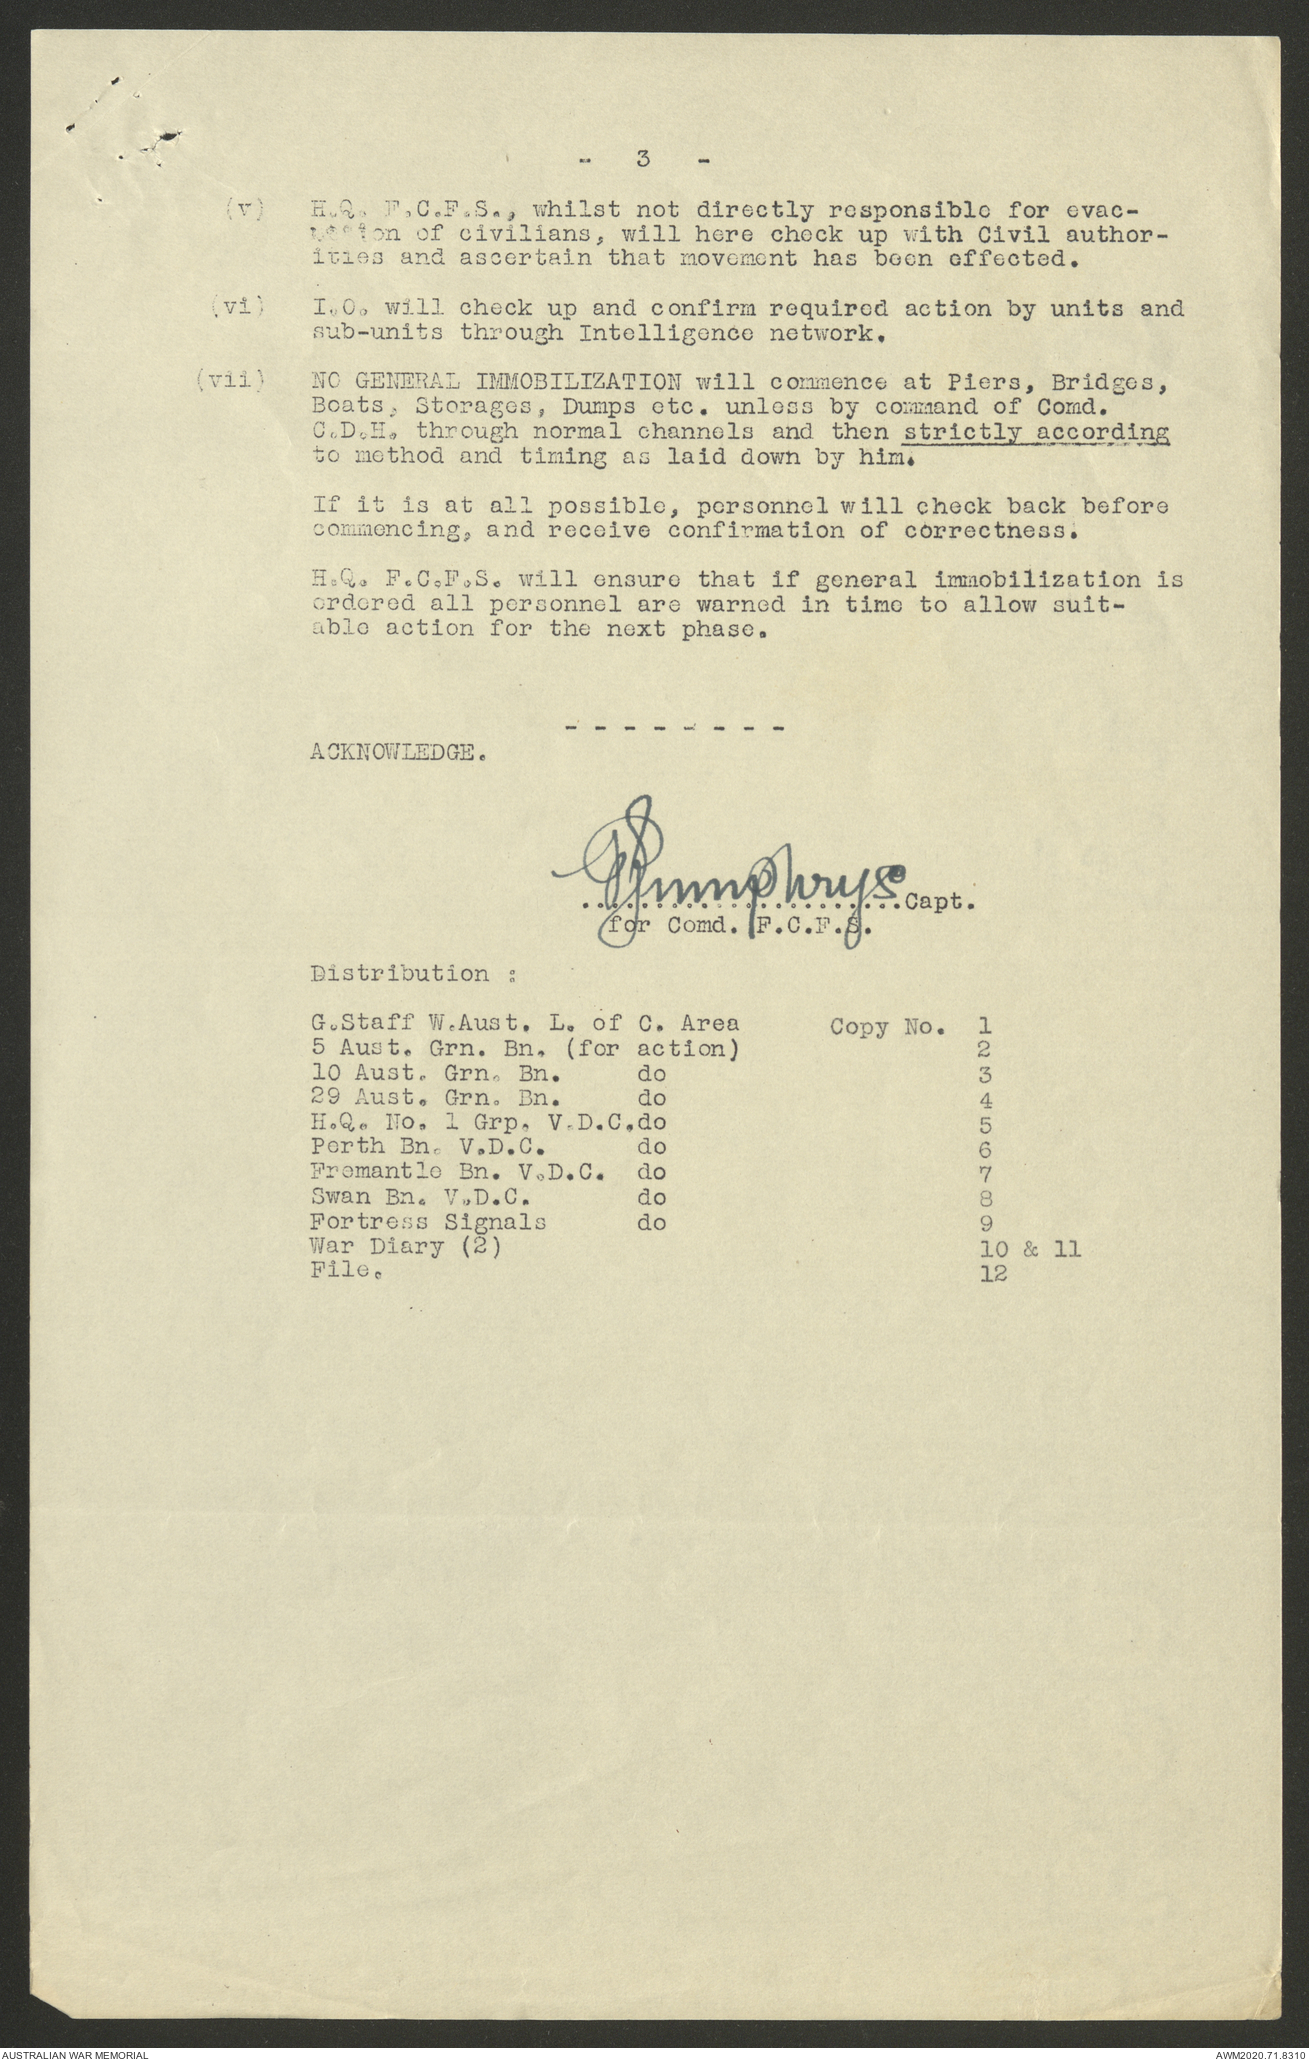 - 3 -
(v) H.Q. F.C.F.S., whilst not directly responsible for evac-
uation of civilians, will here check up with Civil author-
ities and ascertain that movement has been effected.
(vi) I.O. will check up and confirm required action by units and
sub-units through Intelligence network.
(vii) NO GENERAL IMMOBILIZATION will commence at Piers, Bridges,
Boats, Storages, Dumps etc. unless by command of Comd.
C.D.H. through normal channels and then strictly according
to method and timing as laid down by him.
If it is at all possible, personnel will check back before
commencing, and receive confirmation of correctness.
H.Q. F.C.F.S. will ensure that if general immobilization is
ordered all personnel are warned in time to allow suit-
able action for the next phase.
- - - - - - - -
ACKNOWLEDGE.
Humphrys
......................Capt.
for Comd. F.C.F.S.
Distribution :
G.Staff W.Aust. L. of C. Area Copy No. 1
5 Aust. Grn. Bn. (for action) 2
10 Aust. Grn. Bn. do 3
29 Aust. Grn. Bn. do 4
H.Q. No. 1 Grp. V.D.C.do 5
Perth Bn. V.D.C. do 6
Fremantle Bn. V.D.C. do 7
Swan Bn. V.D.C. do 8
Fortress Signals do 9
War Diary (2) 10 & 11
File. 12
AUSTRALIAN WAR MEMORIAL AWM2020.71.8310